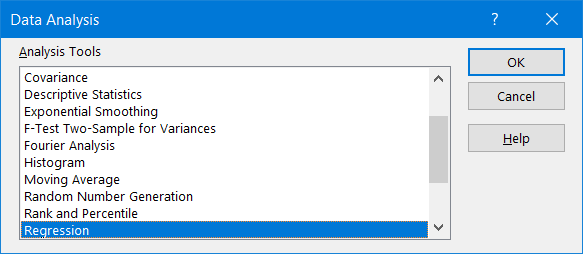 Data Analysis
?
Analysis Tools
Covariance
Descriptive Statistics
Exponential Smoothing
F-Test Two-Sample for Variances
Fourier Analysis
Histogram
Moving Average
Random Number Generation
Rank and Percentile
Regression
OK
Cancel
Help